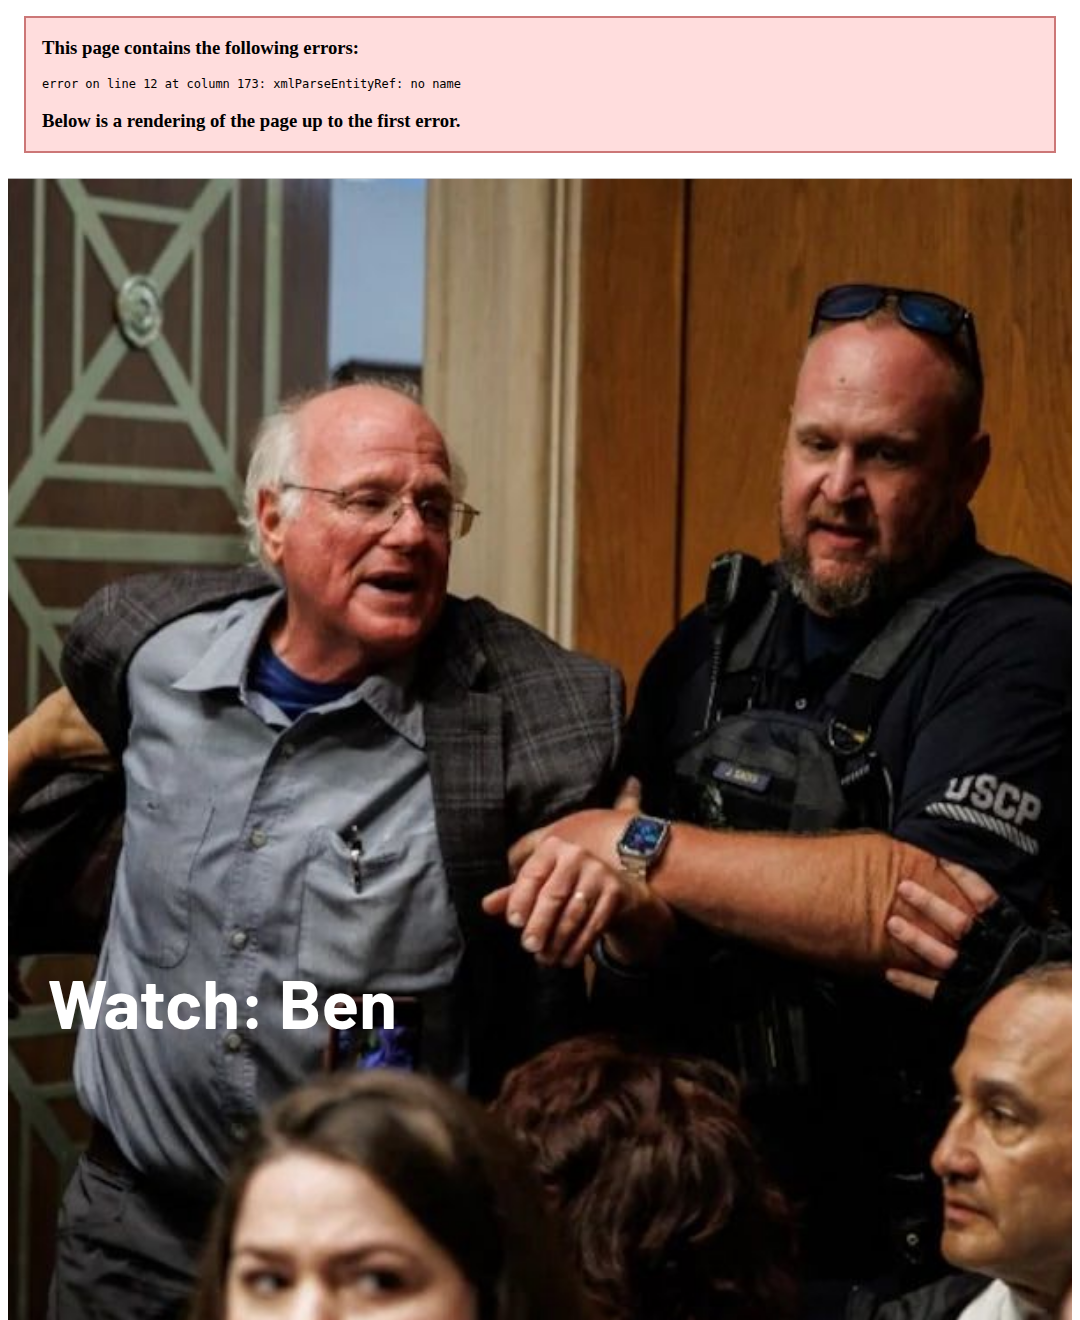 This page contains the following errors:
error on line 12 at column 173: xmlParseEntityRef: no name
Below is a rendering of the page up to the first error.
USCP
Watch: Ben